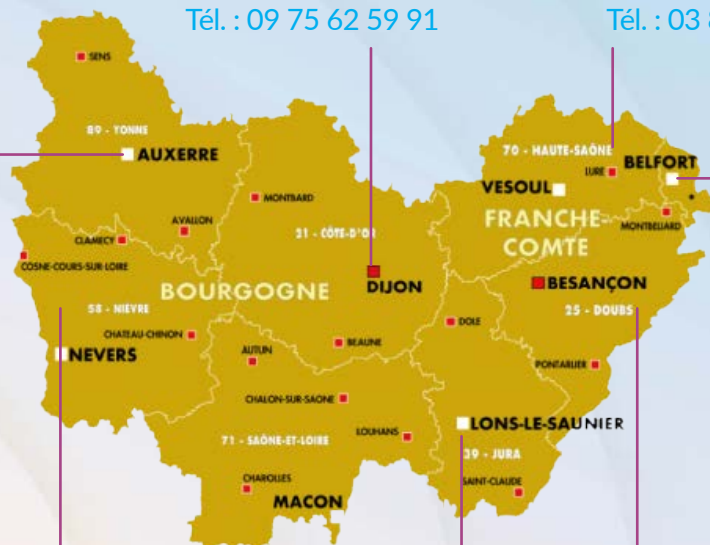 Tél. : 09 75 62 59 91
Tél. : 03 8
SENS
89 - YONNE
AUXERRE
70 - HAUTE-SAÔNE
LURE
BELFORT
VESOUL
MONTBARD
AVALLON
FRANCHE-
COMTE
MONTBELIARD
CLAMECY
21 - CÔTE-D'OR
COSNE-COURS-SUR-LOIRE
BOURGOGNE
DIJON
BESANÇON
58 - NIÈVRE
25 - DOUBS
CHATEAU-CHINON
DOLE
BEAUNE
NEVERS
AUTUN
PONTARLIER
CHALON-SUR-SAONE
LONS-LE-SAUNIER
LOUHANS
71 - SAÔNE-ET-LOIRE
39 - JURA
CHAROLLES
SAINT-CLAUDE
MACON